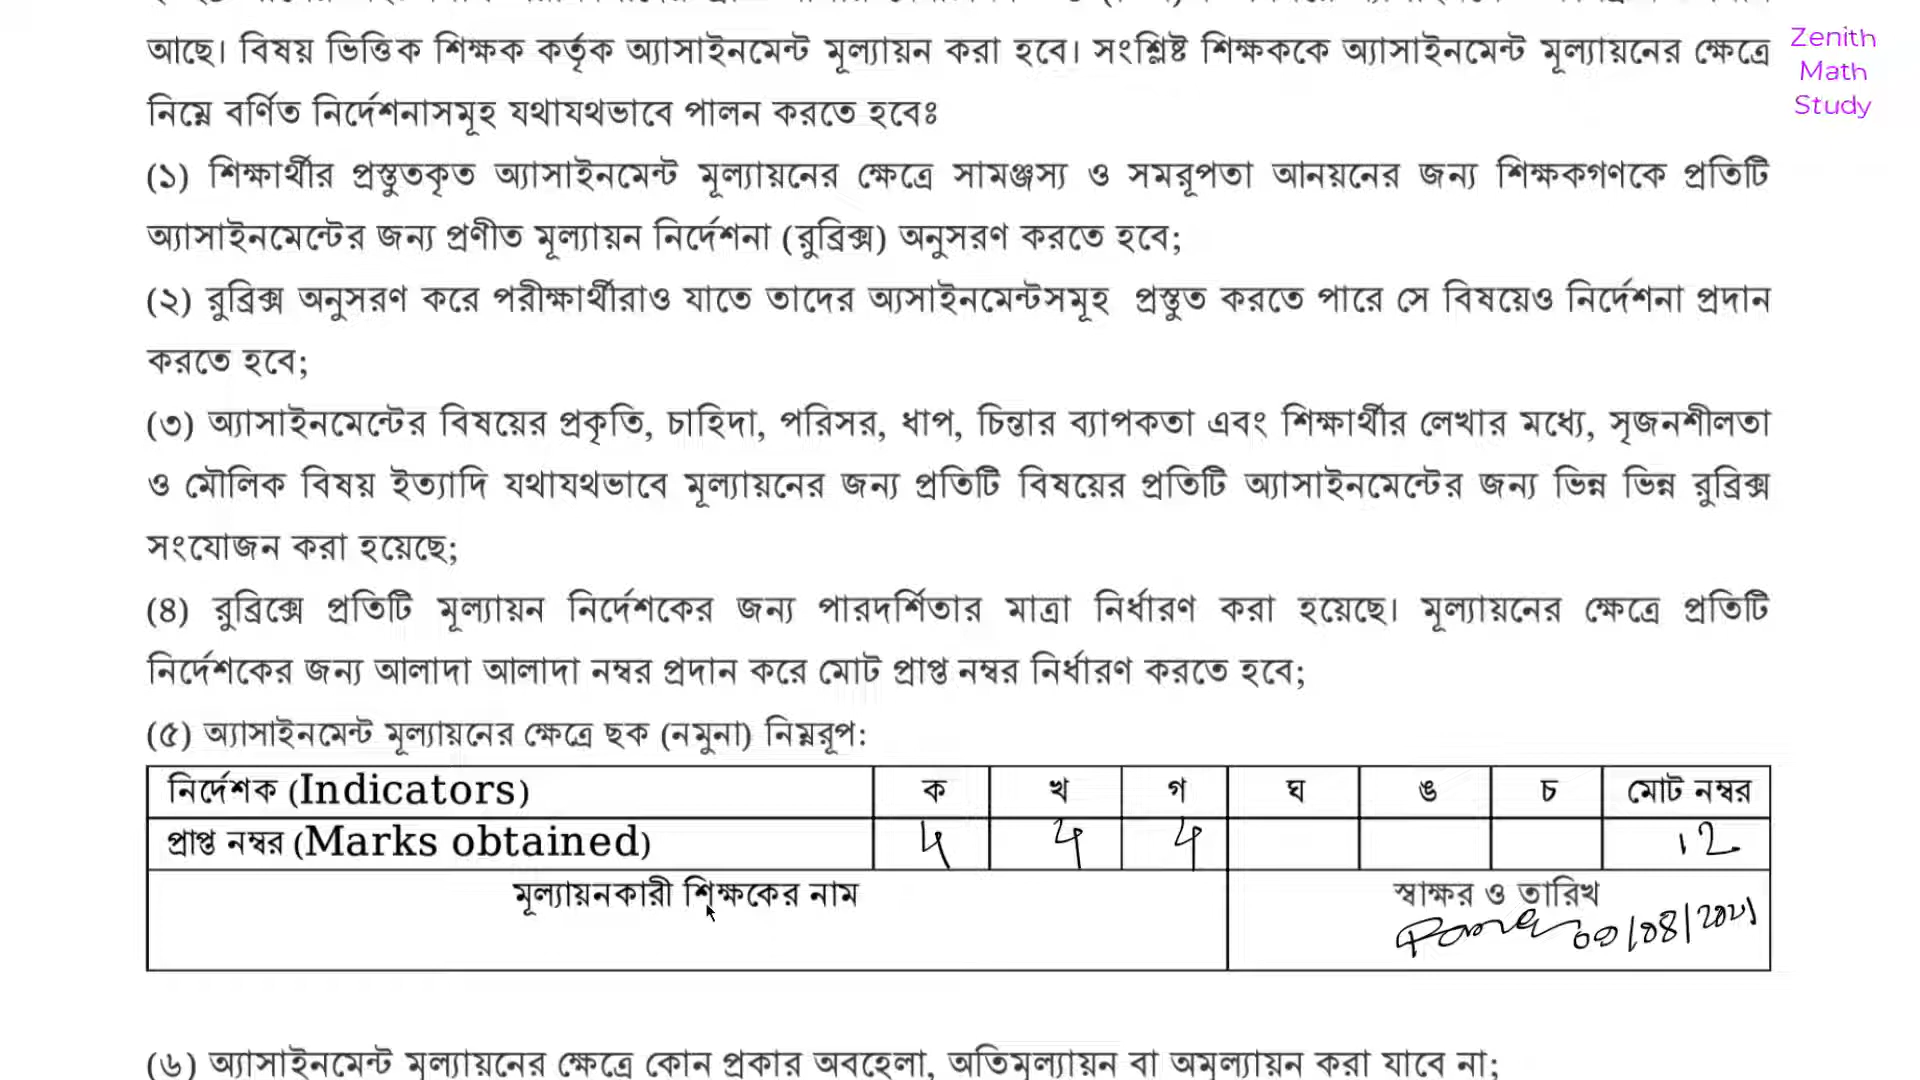 আছে। বিষয় ভিত্তিক শিক্ষক কর্তৃক অ্যাসাইনমেন্ট মূল্যায়ন করা হবে। সংশ্লিষ্ট শিক্ষককে অ্যাসাইনমেন্ট মূল্যায়নের ক্ষেত্রে
নিম্নে বর্ণিত নির্দেশনাসমূহ যথাযথভাবে পালন করতে হবেঃ
Zenith
Math
Study
(১) শিক্ষার্থীর প্রস্তুতকৃত অ্যাসাইনমেন্ট মূল্যায়নের ক্ষেত্রে সামঞ্জস্য ও সমরূপতা আনয়নের জন্য শিক্ষকগণকে প্রতিটি
অ্যাসাইনমেন্টের জন্য প্রণীত মূল্যায়ন নির্দেশনা (রুব্রিক্স) অনুসরণ করতে হবে;
(২) রুব্রিক্স অনুসরণ করে পরীক্ষার্থীরাও যাতে তাদের অ্যসাইনমেন্টসমূহ প্রস্তুত করতে পারে সে বিষয়েও নির্দেশনা প্রদান
করতে হবে;
(৩) অ্যাসাইনমেন্টের বিষয়ের প্রকৃতি, চাহিদা, পরিসর, ধাপ, চিন্তার ব্যাপকতা এবং শিক্ষার্থীর লেখার মধ্যে, সৃজনশীলতা
ও মৌলিক বিষয় ইত্যাদি যথাযথভাবে মূল্যায়নের জন্য প্রতিটি বিষয়ের প্রতিটি অ্যাসাইনমেন্টের জন্য ভিন্ন ভিন্ন রুব্রিক্স
সংযোজন করা হয়েছে;
(৪) রুব্রিক্সে প্রতিটি মূল্যায়ন নির্দেশকের জন্য পারদর্শিতার মাত্রা নির্ধারণ করা হয়েছে। মূল্যায়নের ক্ষেত্রে প্রতিটি
নির্দেশকের জন্য আলাদা আলাদা নম্বর প্রদান করে মোট প্রাপ্ত নম্বর নির্ধারণ করতে হবে;
(৫) অ্যাসাইনমেন্ট মূল্যায়নের ক্ষেত্রে ছক (নমুনা) নিম্নরূপ:
নির্দেশক (Indicators) ক খ গ ঘ ঙ চ মোট নম্বর
প্রাপ্ত নম্বর (Marks obtained) 4 4 4 12
মূল্যায়নকারী শিক্ষকের নাম স্বাক্ষর ও তারিখ
/08/2021
(৬) অ্যাসাইনমেন্ট মূল্যায়নের ক্ষেত্রে কোন প্রকার অবহেলা, অতিমূল্যায়ন বা অমূল্যায়ন করা যাবে না;